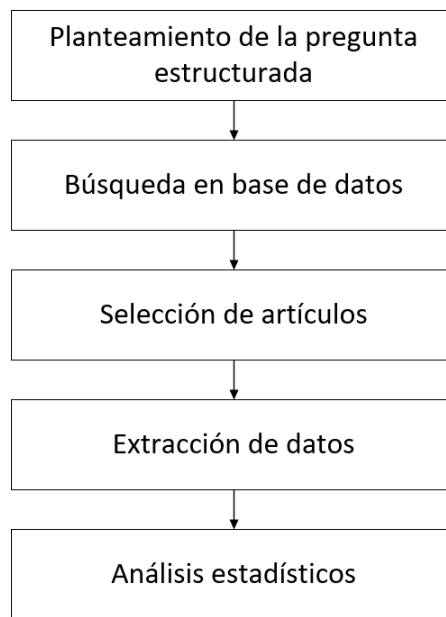 Planteamiento de la pregunta
estructurada
Búsqueda en base de datos
Selección de artículos
Extracción de datos
Análisis estadísticos